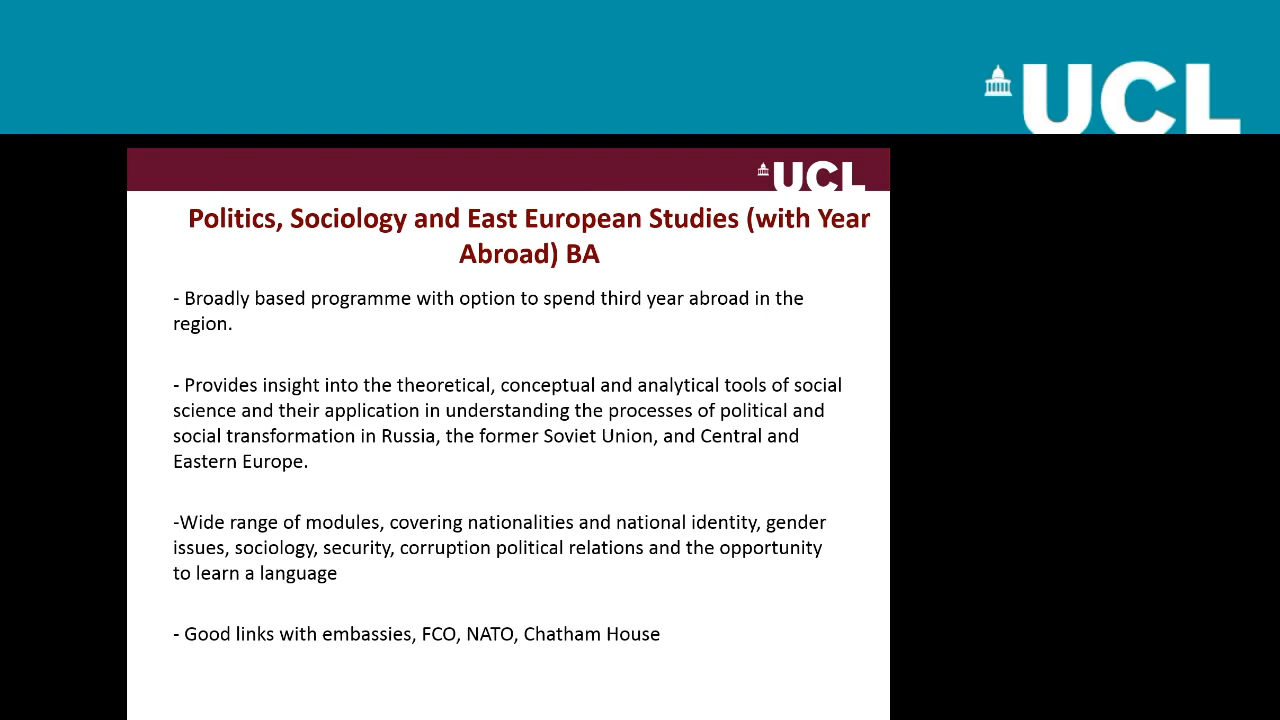 UCL
UCL
Politics, Sociology and East European Studies (with Year
Abroad) BA
- Broadly based programme with option to spend third year abroad in the
region.
- Provides insight into the theoretical, conceptual and analytical tools of social
science and their application in understanding the processes of political and
social transformation in Russia, the former Soviet Union, and Central and
Eastern Europe.
-Wide range of modules, covering nationalities and national identity, gender
issues, sociology, security, corruption political relations and the opportunity
to learn a language
- Good links with embassies, FCO, NATO, Chatham House